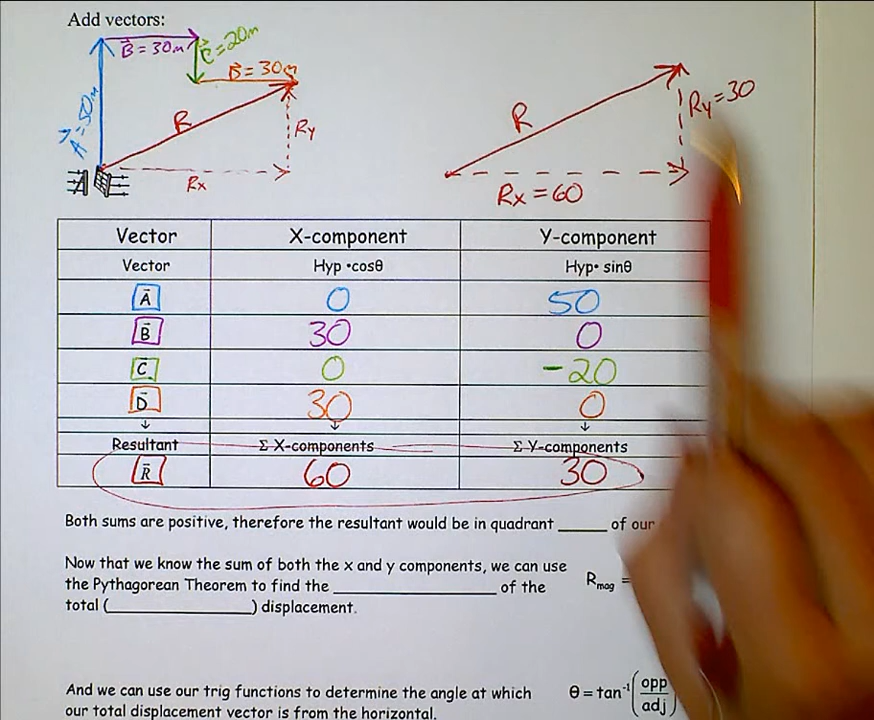 Add vectors:
B = 30m
C = 20m
B = 30m
A = 50m
R
Ry
Rx
R
Ry = 30
Rx = 60
Vector X-component Y-component
Vector Hyp •cosθ Hyp• sinθ
A 0 50
B 30 0
C 0 -20
D 30 0
↓ ↓ ↓
Resultant Σ X-components Σ Y-components
R 60 30
Both sums are positive, therefore the resultant would be in quadrant _____ of our
Now that we know the sum of both the x and y components, we can use
the Pythagorean Theorem to find the _________________ of the
total (_______________) displacement.
Rmag =
And we can use our trig functions to determine the angle at which
our total displacement vector is from the horizontal.
θ = tan⁻¹(opp
adj)